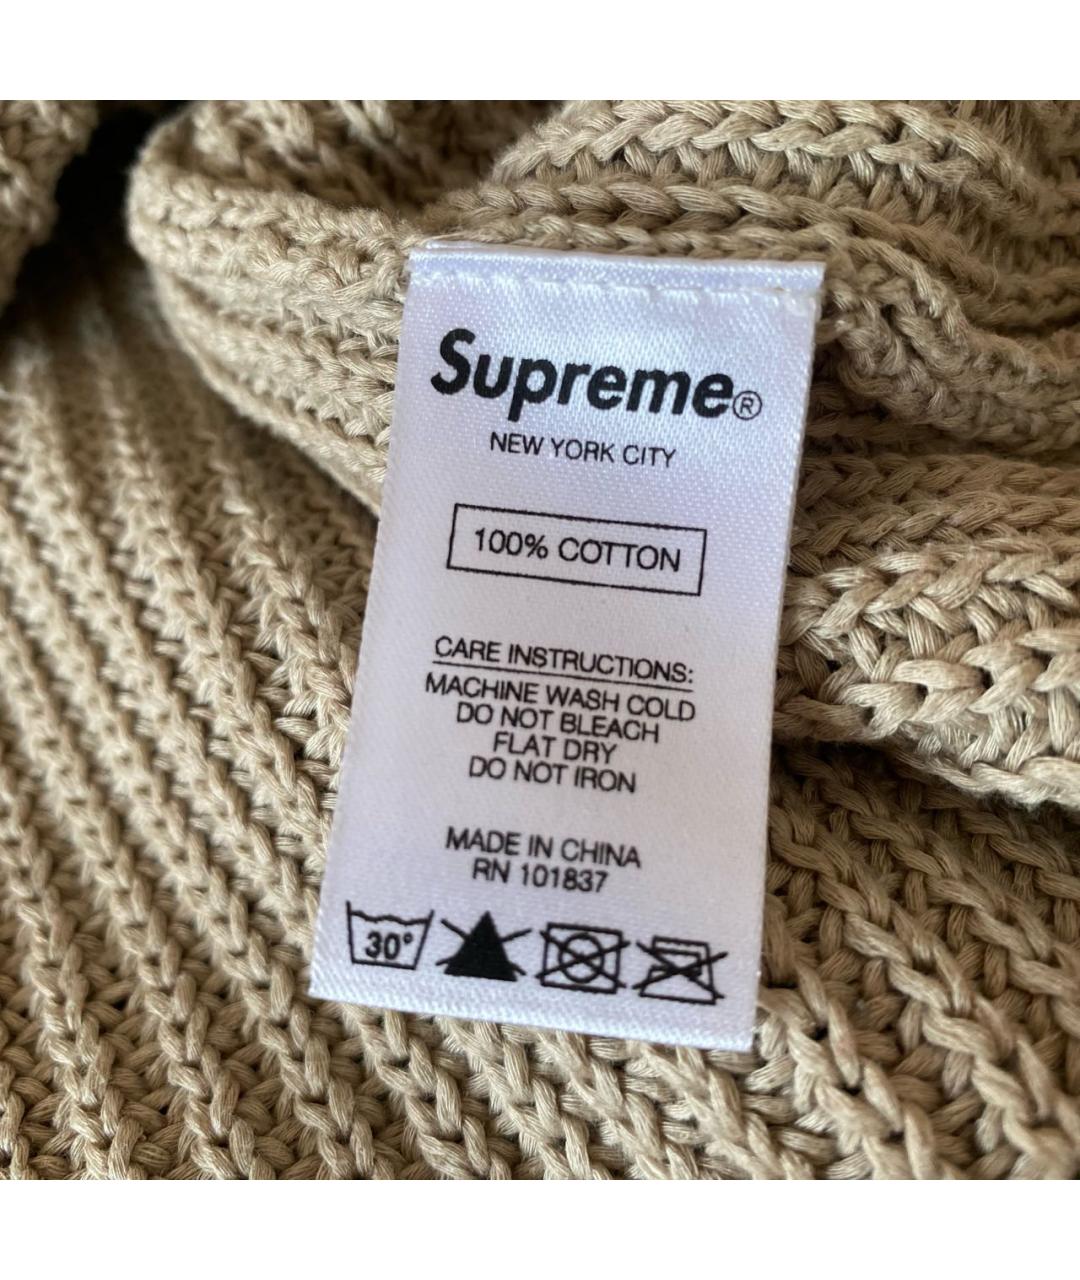 Supreme®
NEW YORK CITY
100% COTTON
CARE INSTRUCTIONS:
MACHINE WASH COLD
DO NOT BLEACH
FLAT DRY
DO NOT IRON
MADE IN CHINA
RN 101837
30°